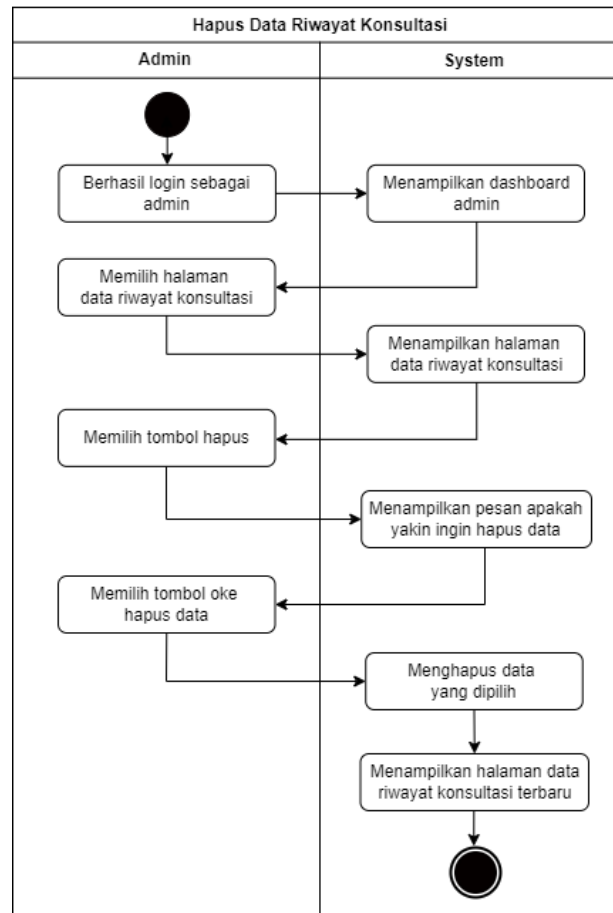 Hapus Data Riwayat Konsultasi
Admin
System
Berhasil login sebagai
admin
Menampilkan dashboard
admin
Memilih halaman
data riwayat konsultasi
Menampilkan halaman
data riwayat konsultasi
Memilih tombol hapus
Menampilkan pesan apakah
yakin ingin hapus data
Memilih tombol oke
hapus data
Menghapus data
yang dipilih
Menampilkan halaman data
riwayat konsultasi terbaru